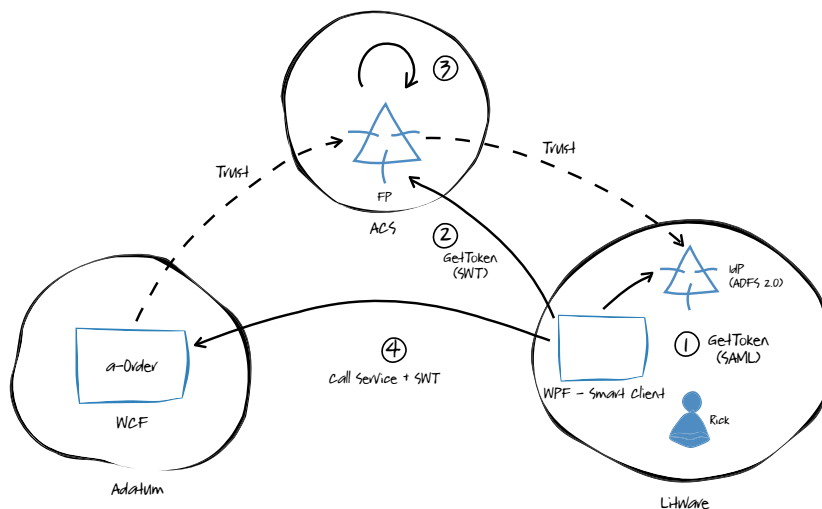 3
Trust
Trust
FP
ACS
2
GetToken
(SWT)
IdP
(ADFS 2.0)
1
GetToken
(SAML)
4
Call Service + SWT
a-Order
WCF
WPF – Smart Client
Rick
Adatum
Litware